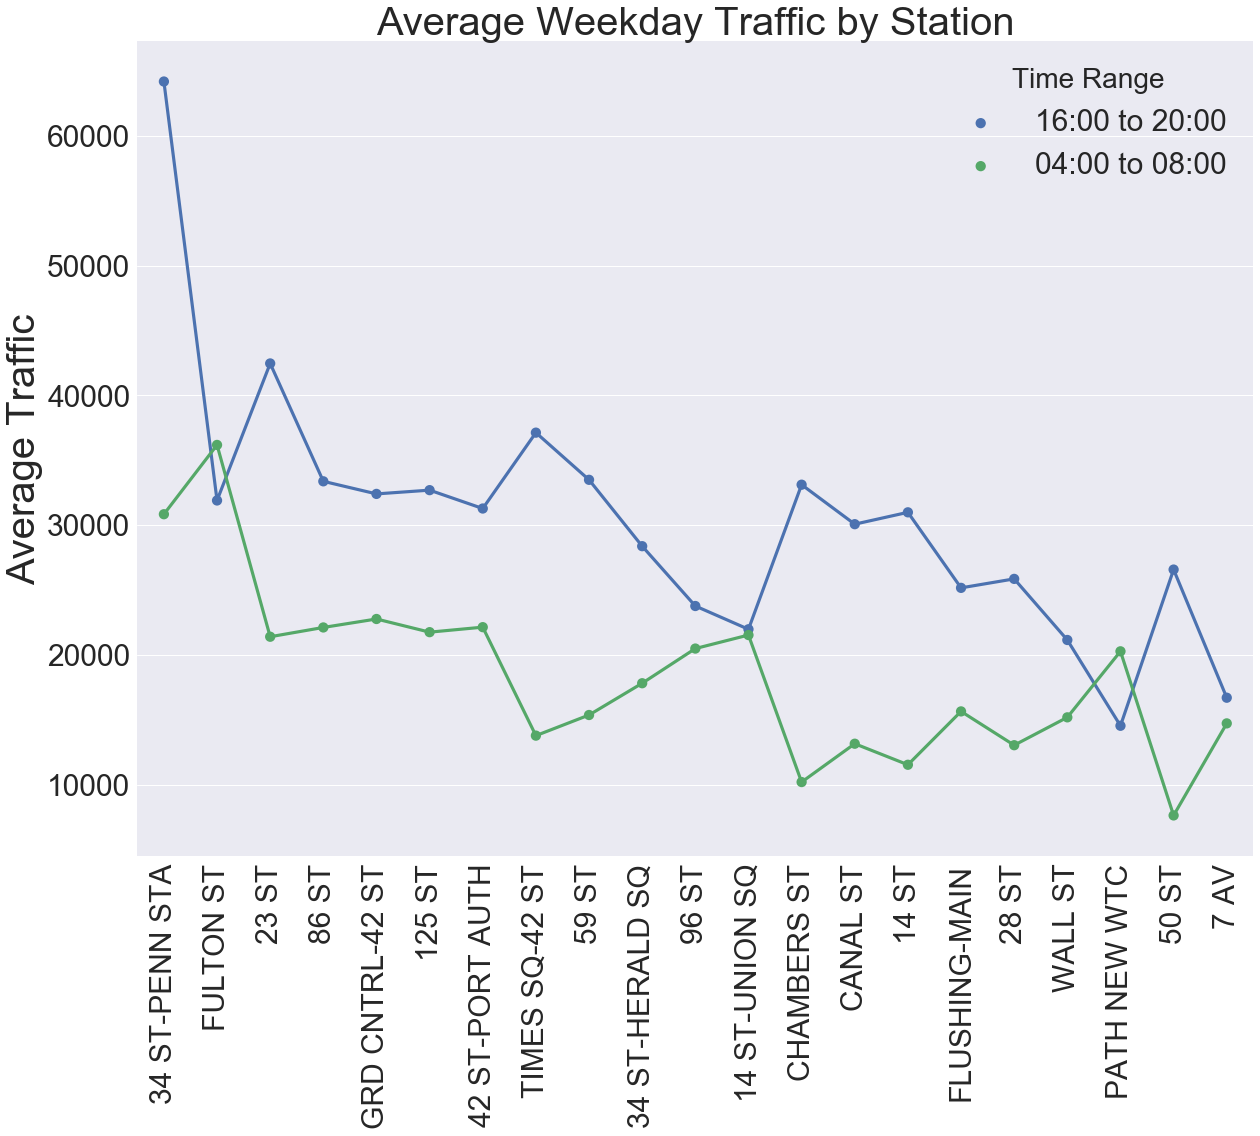 Average Weekday Traffic by Station
Time Range
16:00 to 20:00
04:00 to 08:00
Average Traffic
60000
50000
40000
30000
20000
10000
34 ST-PENN STA
FULTON ST
23 ST
86 ST
GRD CNTRL-42 ST
125 ST
42 ST-PORT AUTH
TIMES SQ-42 ST
59 ST
34 ST-HERALD SQ
96 ST
14 ST-UNION SQ
CHAMBERS ST
CANAL ST
14 ST
FLUSHING-MAIN
28 ST
WALL ST
PATH NEW WTC
50 ST
7 AV